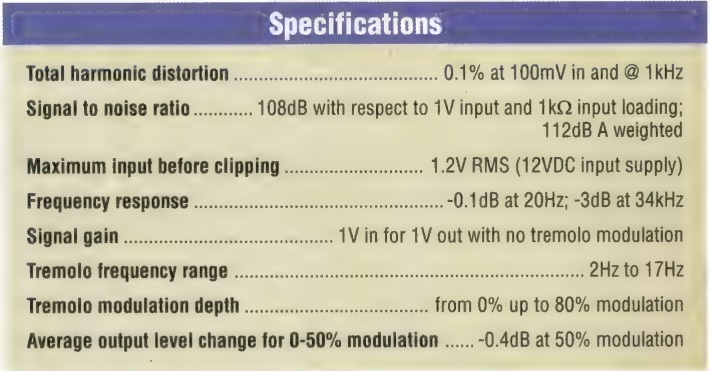 Specifications
Total harmonic distortion ................................... 0.1% at 100mV in and @ 1kHz
Signal to noise ratio ............ 108dB with respect to 1V input and 1kΩ input loading;
112dB A weighted
Maximum input before clipping ........................ 1.2V RMS (12VDC input supply)
Frequency response ...........................................-0.1dB at 20Hz; -3dB at 34kHz
Signal gain .................................... 1V in for 1V out with no tremolo modulation
Tremolo frequency range ............................................................ 2Hz to 17Hz
Tremolo modulation depth ............................... from 0% up to 80% modulation
Average output level change for 0-50% modulation ...... -0.4dB at 50% modulation